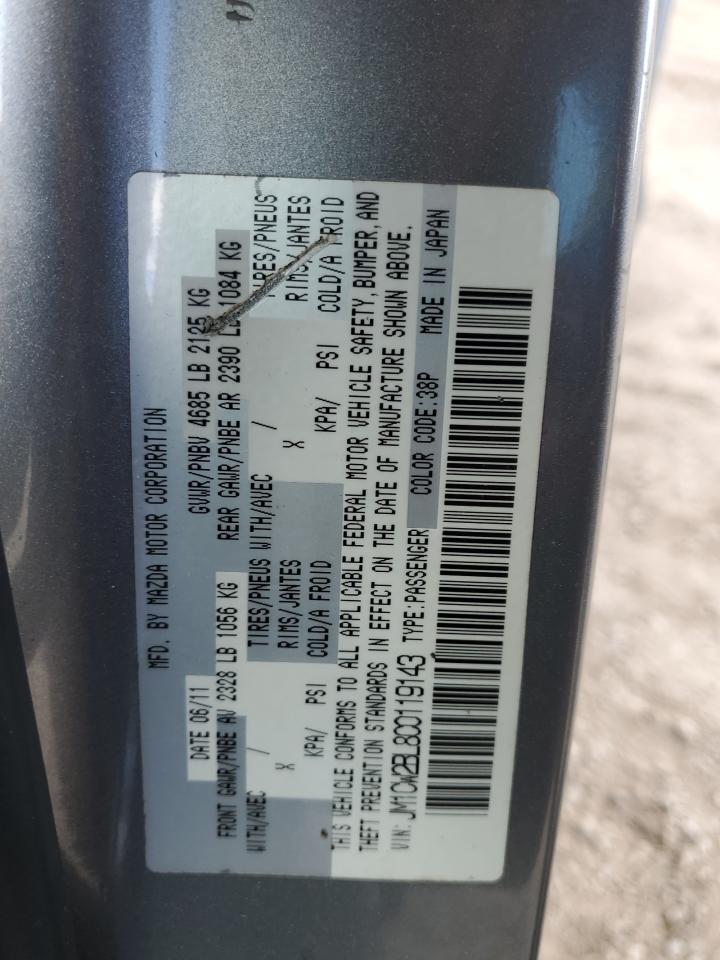 MFD. BY MAZDA MOTOR CORPORATION
DATE 06/11 GVWR/PNBV 4685 LB 2125 KG
FRONT GAWR/PNBE AV 2328 LB 1056 KG REAR GAWR/PNBE AR 2390 LB 1084 KG
WITH/AVEC / TIRES/PNEUS WITH/AVEC / TIRES/PNEUS
X RIMS/JANTES X RIMS/JANTES
KPA/ PSI COLD/A FROID KPA/ PSI COLD/A FROID
THIS VEHICLE CONFORMS TO ALL APPLICABLE FEDERAL MOTOR VEHICLE SAFETY, BUMPER, AND
THEFT PREVENTION STANDARDS IN EFFECT ON THE DATE OF MANUFACTURE SHOWN ABOVE.
VIN: JM1CW2BL8C0119143 TYPE:PASSENGER COLOR CODE:38P MADE IN JAPAN